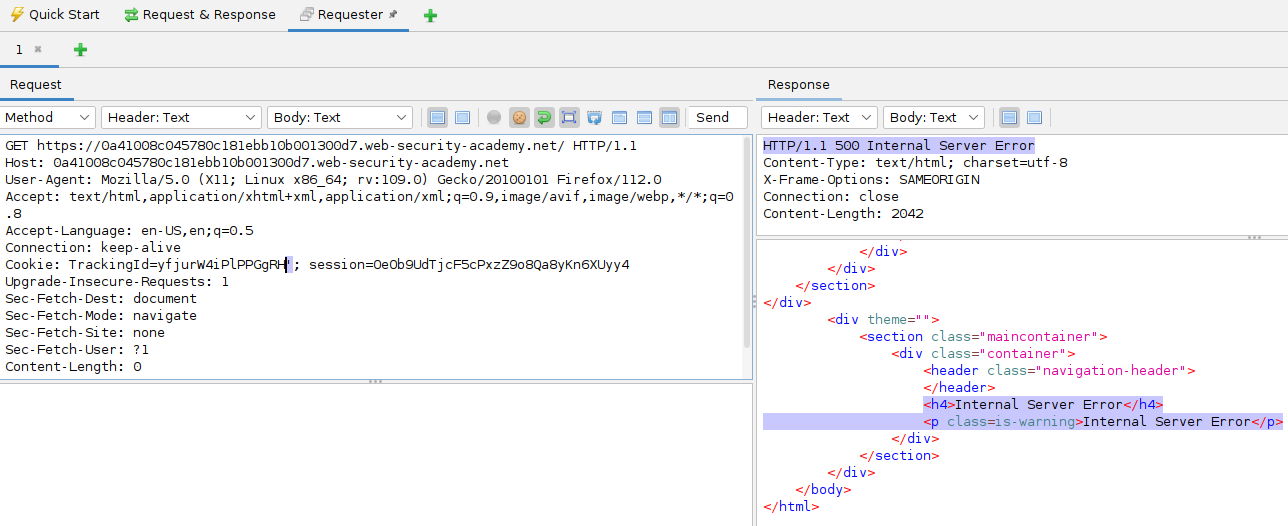 Quick Start
Request & Response
Requester
1
Request
Response
Method
Header: Text
Body: Text
Send
Header: Text
Body: Text
GET https://0a41008c045780c181ebb10b001300d7.web-security-academy.net/ HTTP/1.1
Host: 0a41008c045780c181ebb10b001300d7.web-security-academy.net
User-Agent: Mozilla/5.0 (X11; Linux x86_64; rv:109.0) Gecko/20100101 Firefox/112.0
Accept: text/html,application/xhtml+xml,application/xml;q=0.9,image/avif,image/webp,*/*;q=0
.8
Accept-Language: en-US,en;q=0.5
Connection: keep-alive
Cookie: TrackingId=yfjurW4iPlPPGgRH'; session=0e0b9UdTjcF5cPxzZ9o8Qa8yKn6XUyy4
Upgrade-Insecure-Requests: 1
Sec-Fetch-Dest: document
Sec-Fetch-Mode: navigate
Sec-Fetch-Site: none
Sec-Fetch-User: ?1
Content-Length: 0
HTTP/1.1 500 Internal Server Error
Content-Type: text/html; charset=utf-8
X-Frame-Options: SAMEORIGIN
Connection: close
Content-Length: 2042
</div>
</div>
</section>
</div>
<div theme="">
<section class="maincontainer">
<div class="container">
<header class="navigation-header">
</header>
<h4>Internal Server Error</h4>
<p class=is-warning>Internal Server Error</p>
</div>
</section>
</div>
</body>
</html>